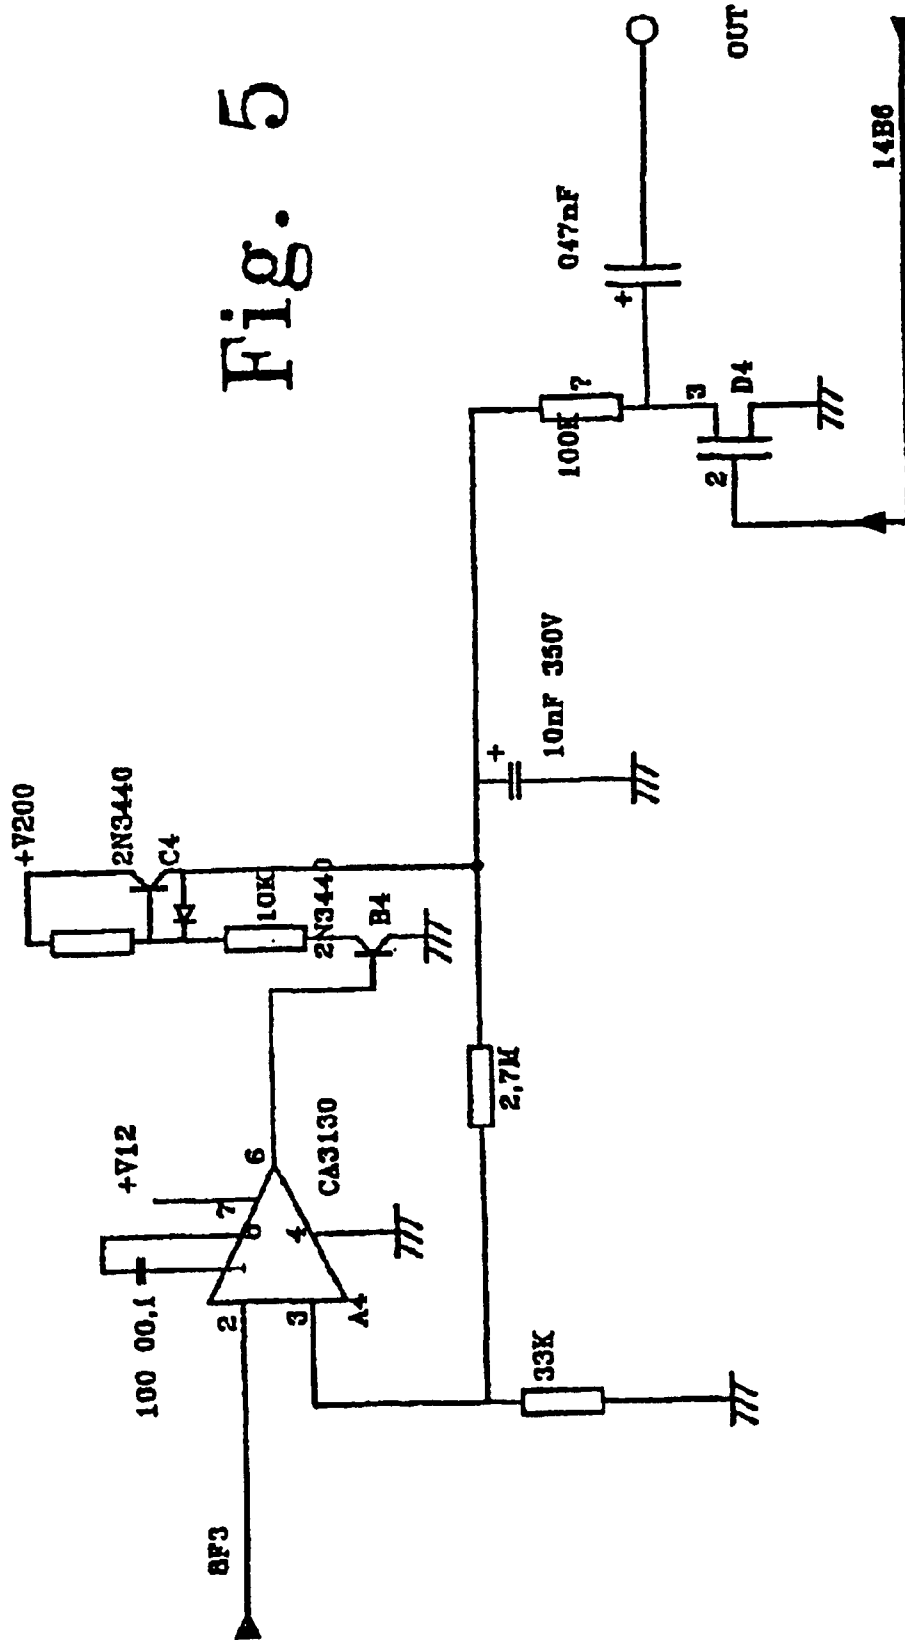 Fig. 5
8F3
100 00,1
2
3
1
8
7
4
6
A4
+V12
CA3130
33K
2,7M
+V200
2N3440
C4
10K
2N3440
B4
10nF 350V
100K
7
+
+
047nF
3
2
D4
OUT
14B6